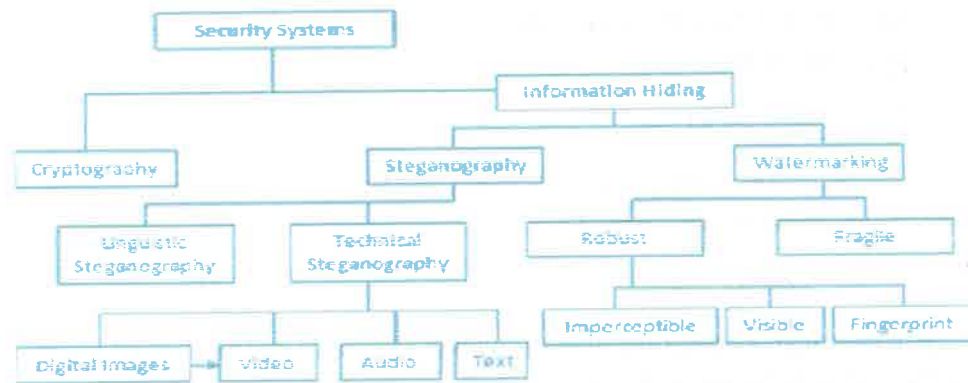 Security Systems
Information Hiding
Cryptography
Steganography
Watermarking
Linguistic
Steganography
Technical
Steganography
Robust
Fragile
Imperceptible
Visible
Fingerprint
Digital Images
Video
Audio
Text